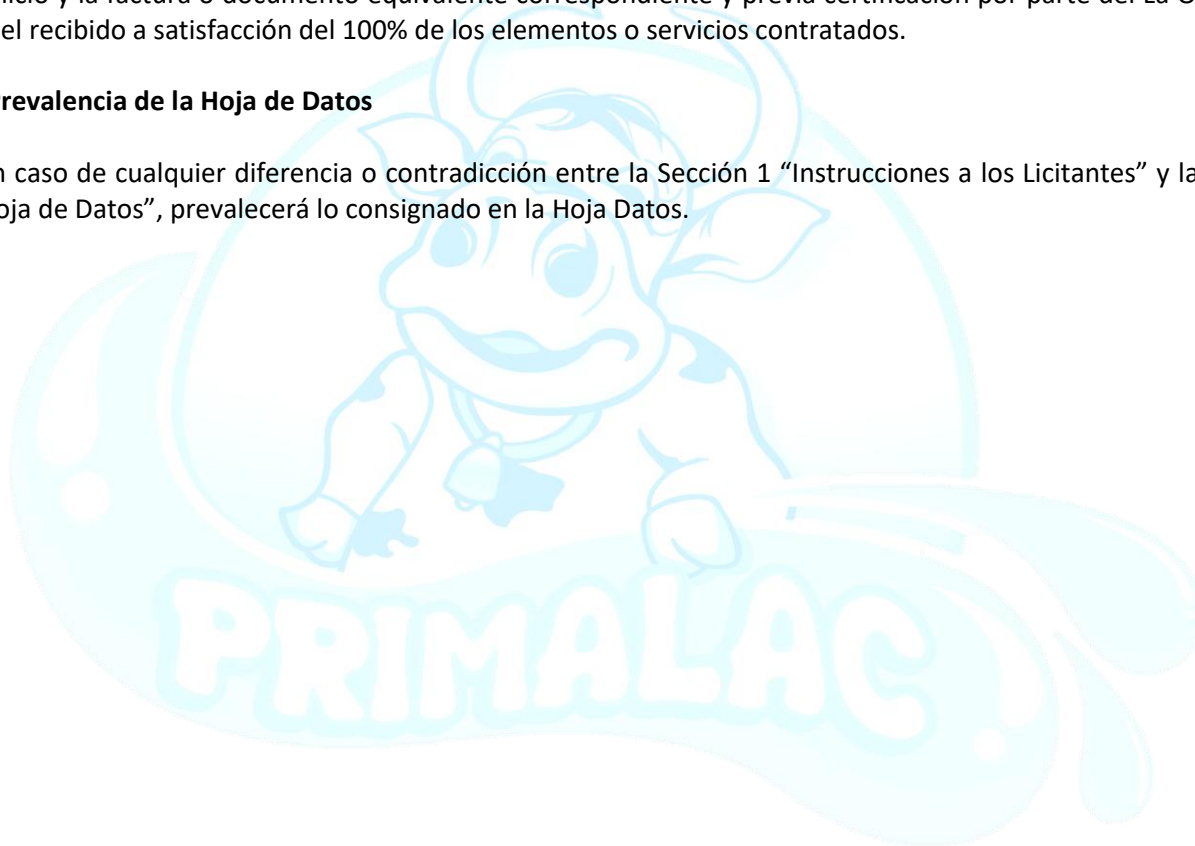 y la factura o documento equivalente correspondiente y previa certificación por parte del La
el recibido a satisfacción del 100% de los elementos o servicios contratados.
revalencia de la Hoja de Datos
caso de cualquier diferencia o contradicción entre la Sección 1 “Instrucciones a los Licitantes” y la
oja de Datos”, prevalecerá lo consignado en la Hoja Datos.
PRIMALAC